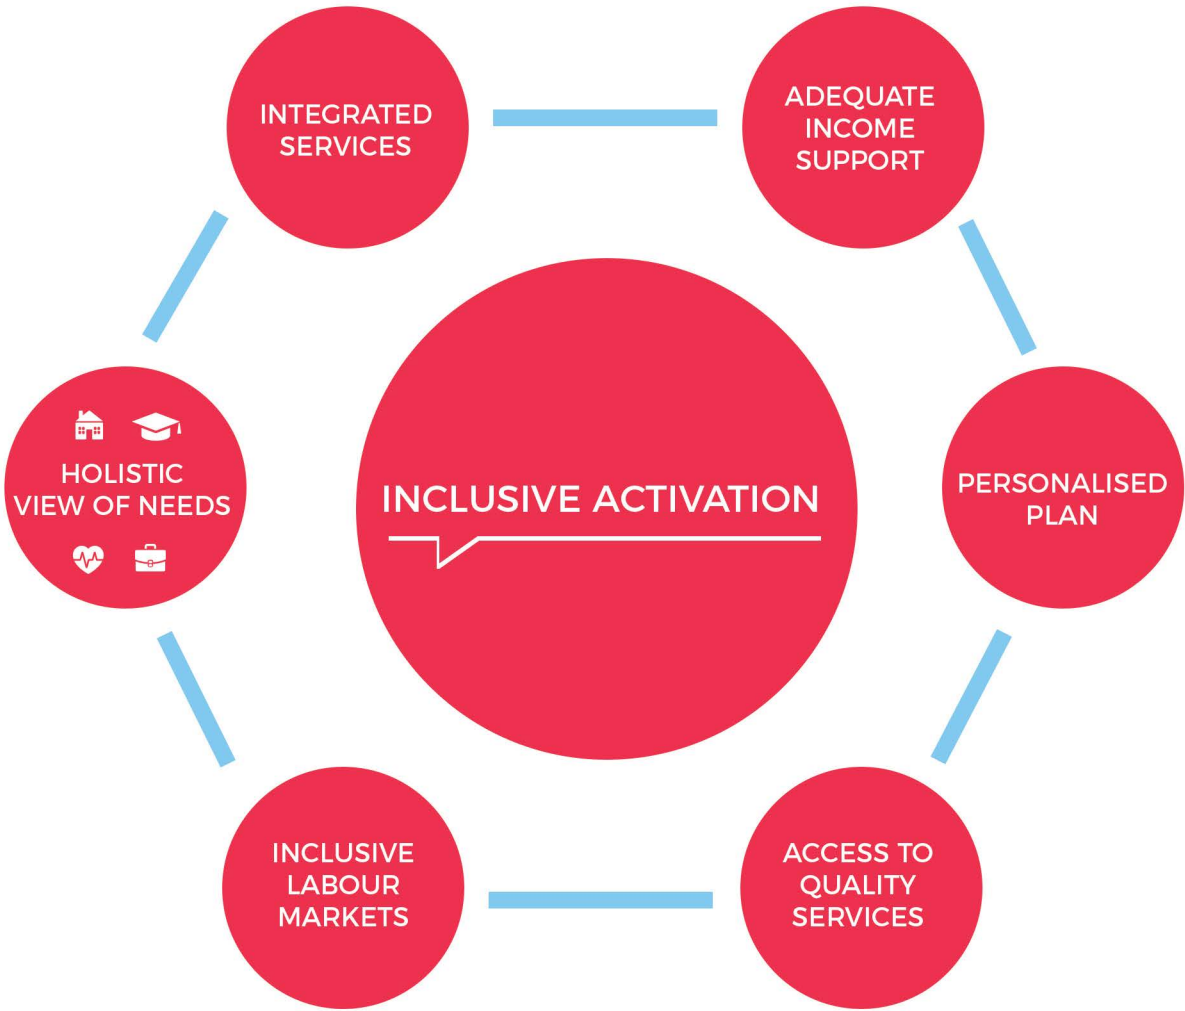 INTEGRATED
SERVICES
ADEQUATE
INCOME
SUPPORT
HOLISTIC
VIEW OF NEEDS
INCLUSIVE ACTIVATION
PERSONALISED
PLAN
INCLUSIVE
LABOUR
MARKETS
ACCESS TO
QUALITY
SERVICES